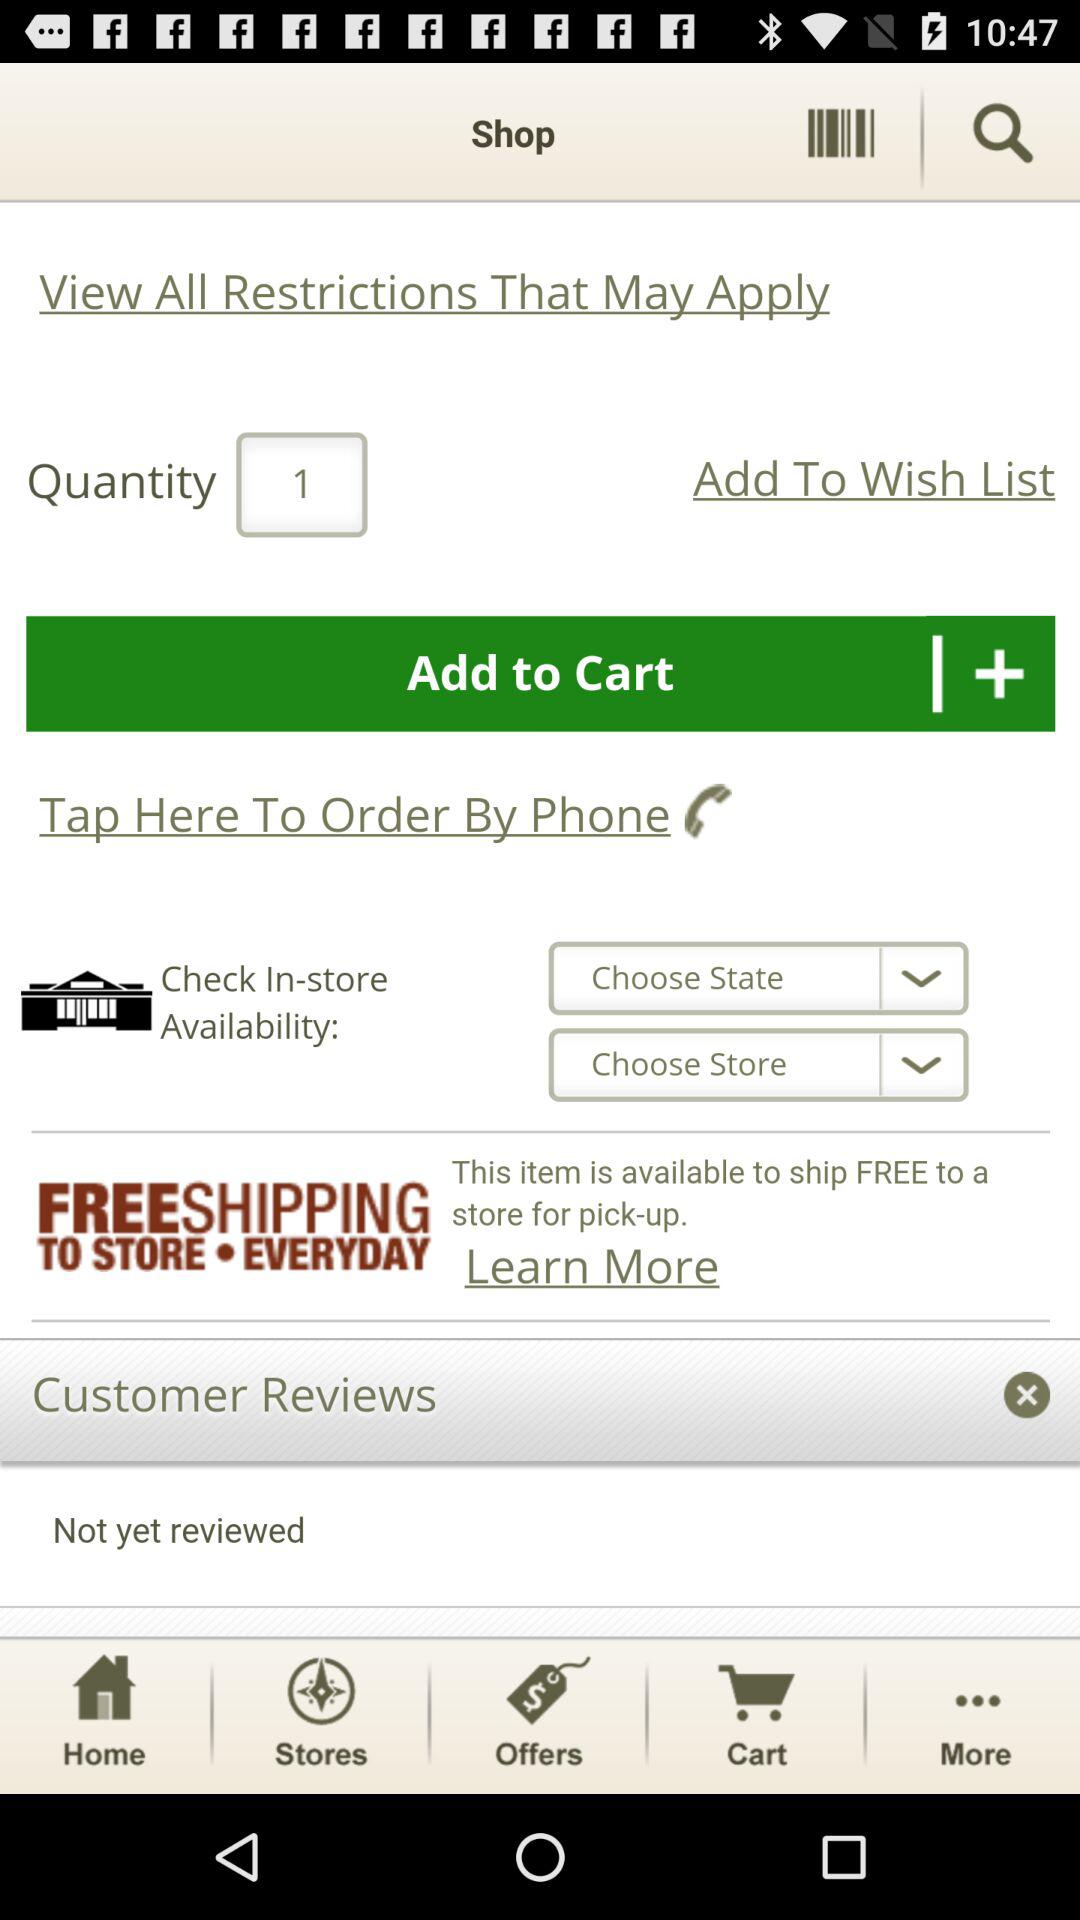 10:47
Shop
View All Restrictions That May Apply
Quantity 1 Add To Wish List
Add to Cart
Tap Here To Order By Phone
Check In-store
Availability:
Choose State
Choose Store
FREE SHIPPING
TO STORE • EVERYDAY
This item is available to ship FREE to a
store for pick-up.
Learn More
Customer Reviews
Not yet reviewed
Home Stores Offers Cart More